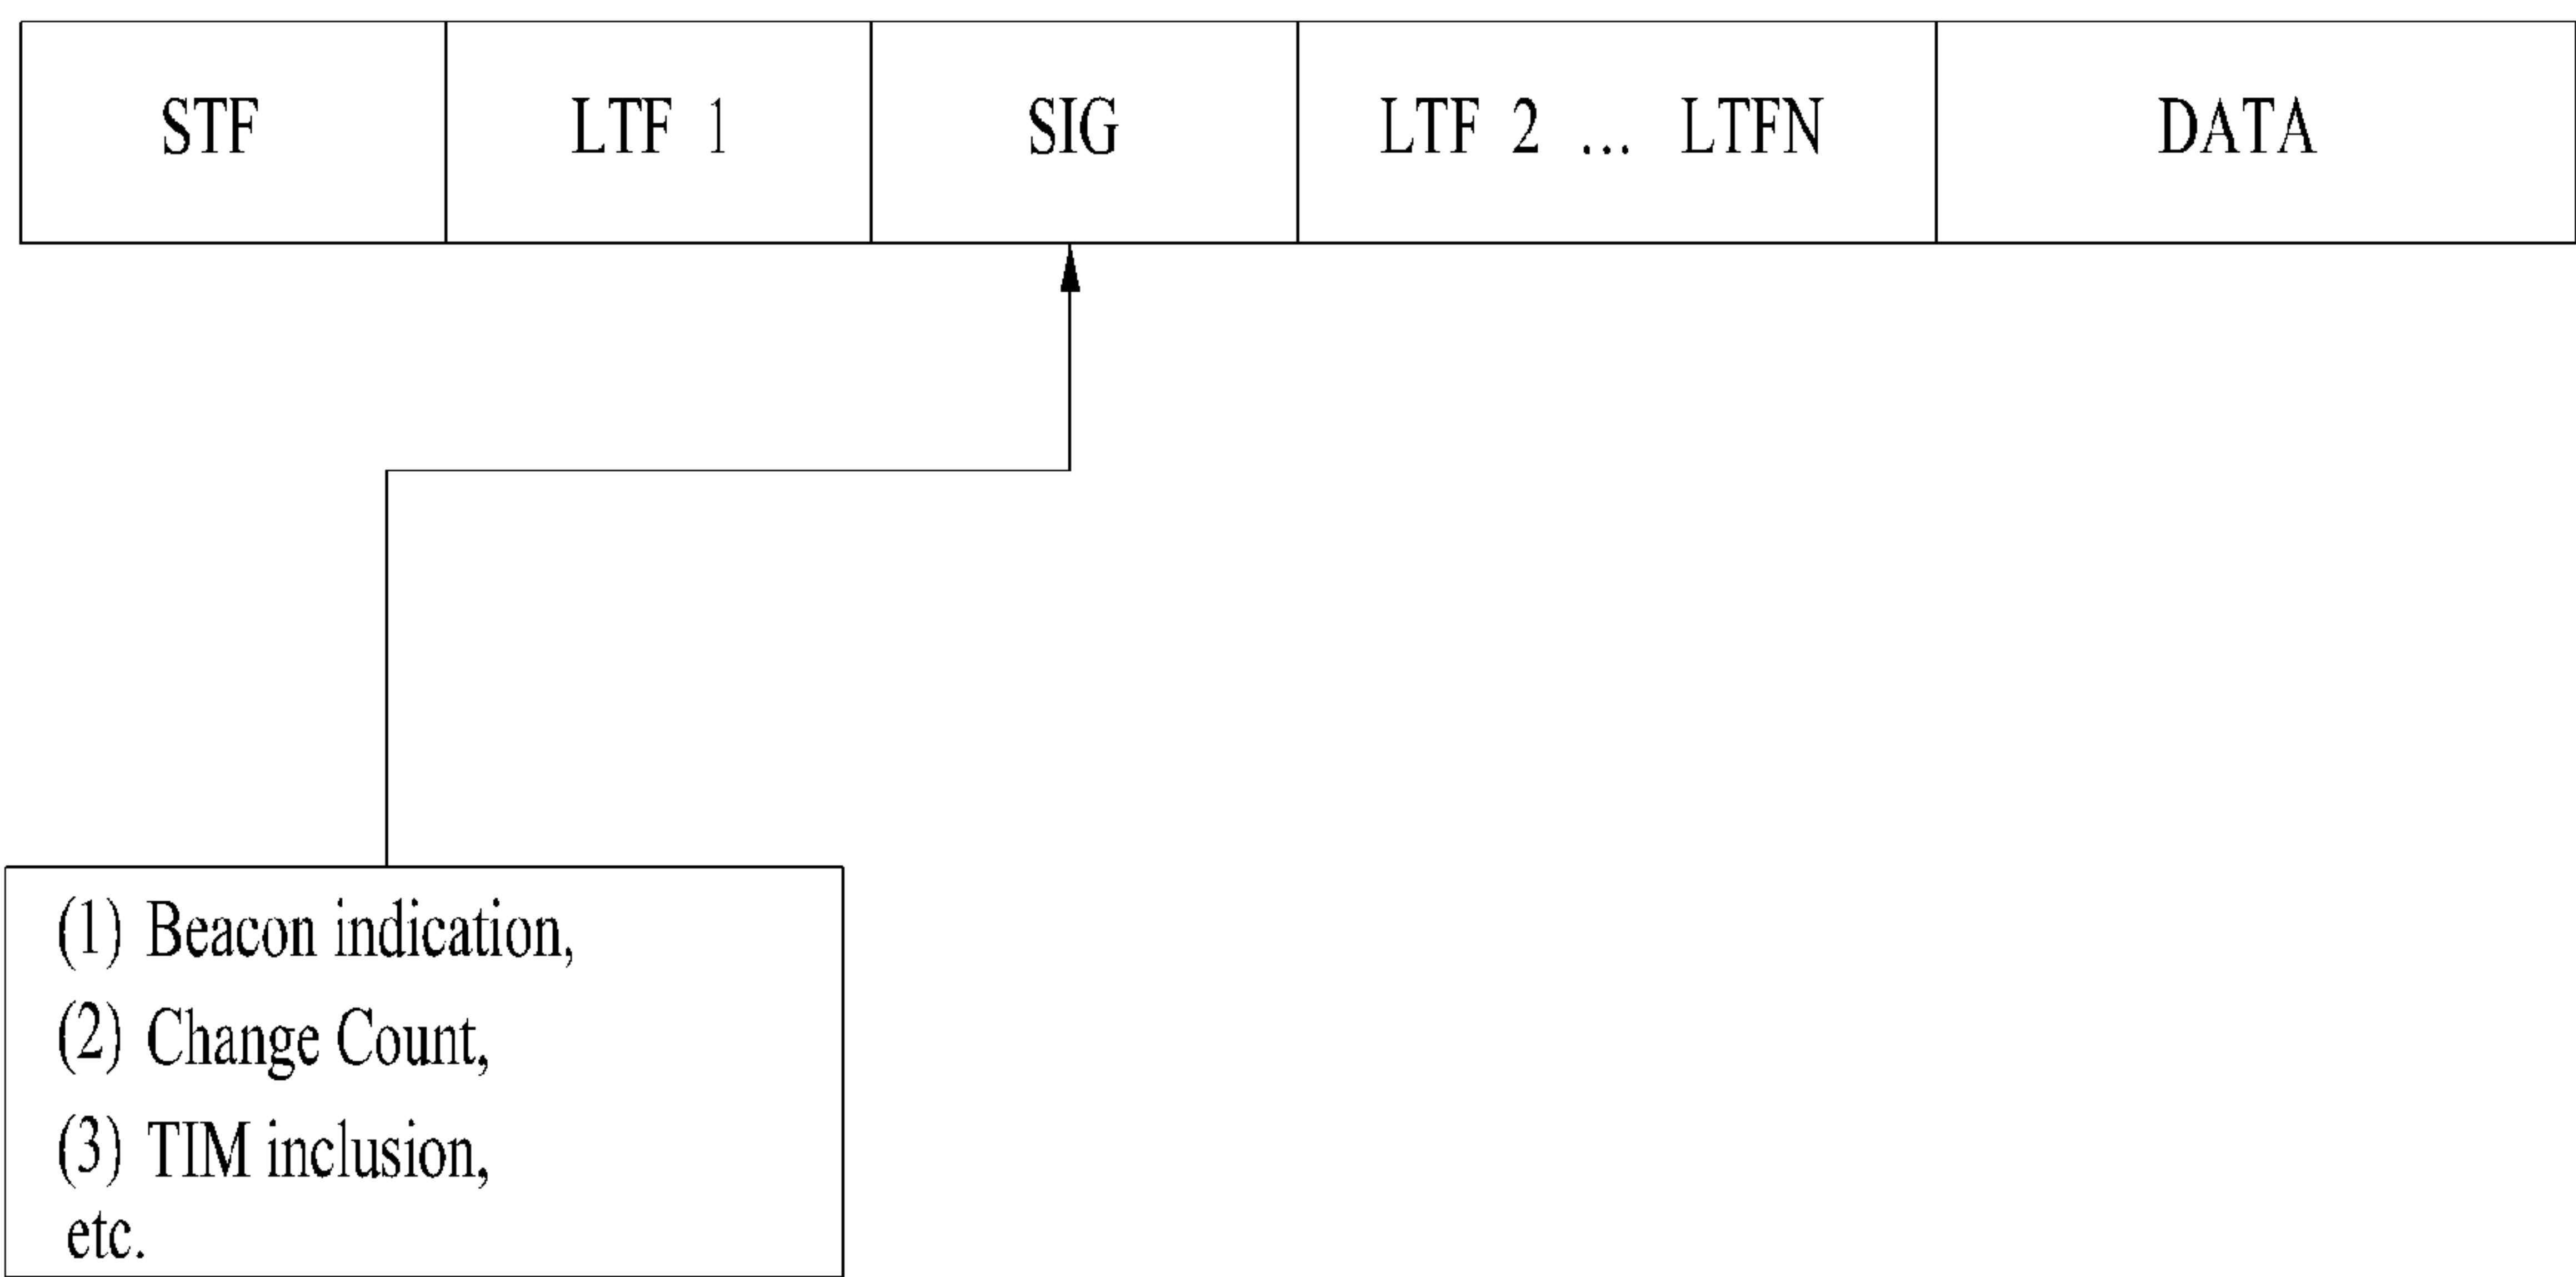 STF LTF 1 SIG LTF 2 ... LTFN DATA
(1) Beacon indication,
(2) Change Count,
(3) TIM inclusion,
etc.